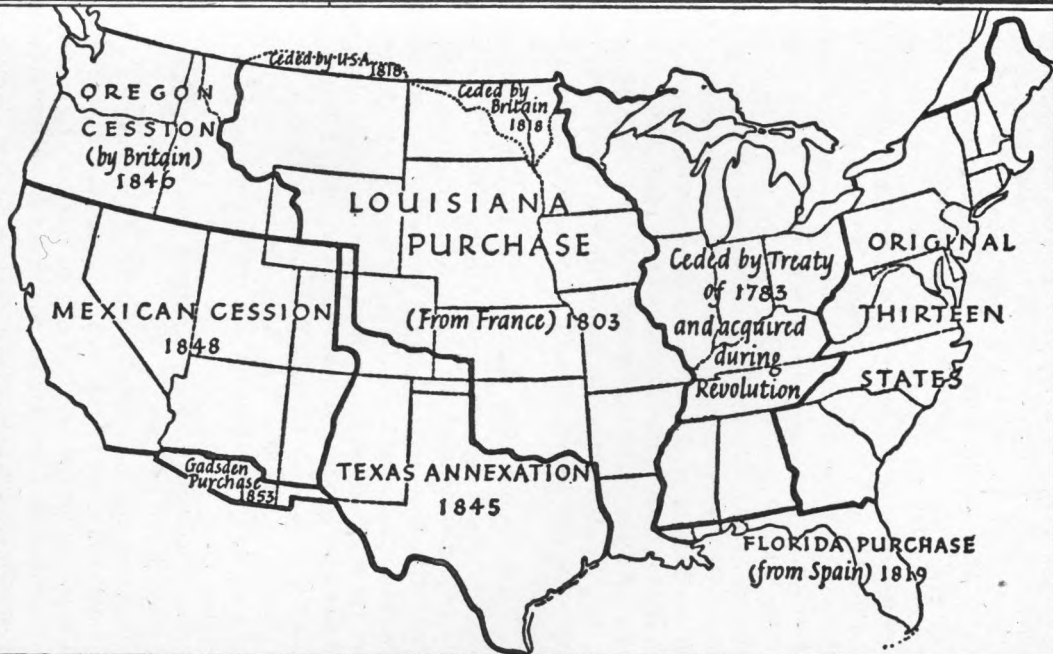 Ceded by U.S.A.
1818
Ceded by
Britain
1818
OREGON
CESSION
(by Britain)
1846
LOUISIANA
PURCHASE
(From France) 1803
Ceded by Treaty
of 1783
and acquired
during
Revolution
ORIGINAL
THIRTEEN
STATES
MEXICAN CESSION
1848
Gadsden
Purchase
1853
TEXAS ANNEXATION
1845
FLORIDA PURCHASE
(from Spain) 1819